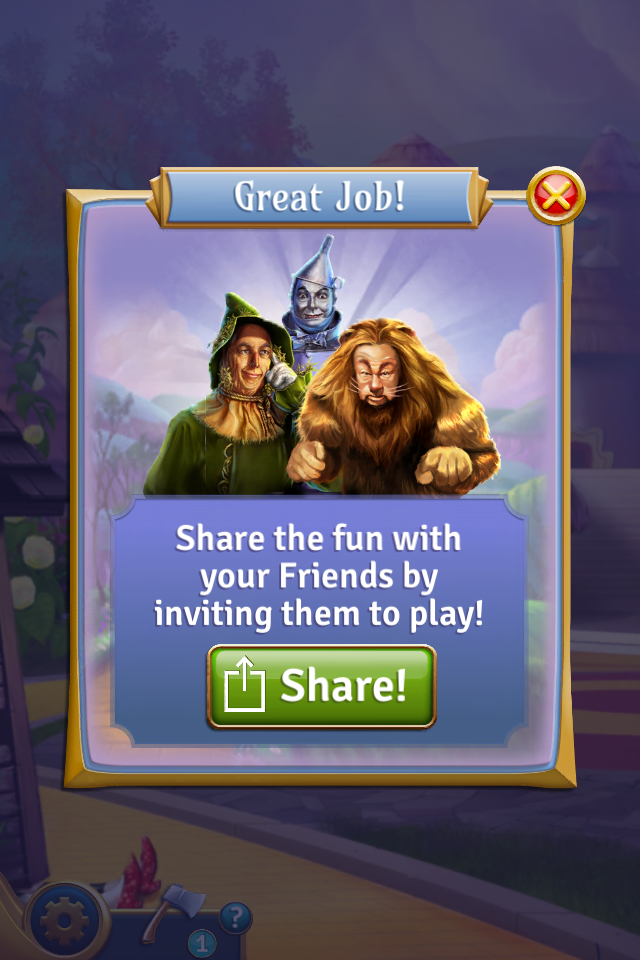 Great Job!
Share the fun with
your Friends by
inviting them to play!
Share!
?
1